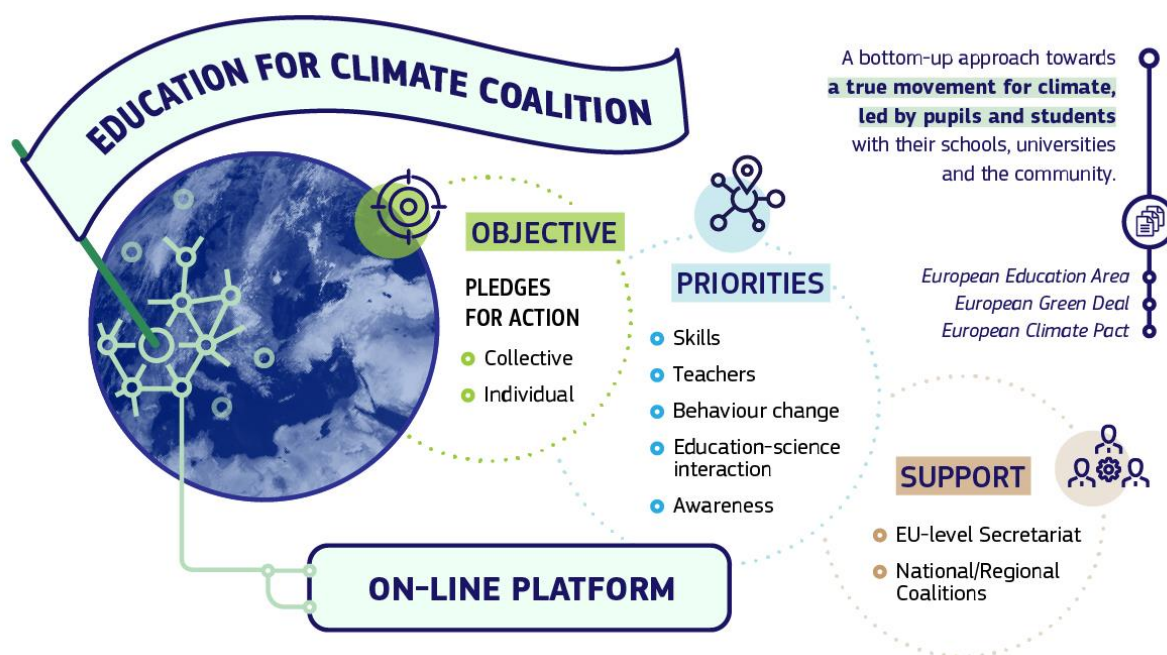 EDUCATION FOR CLIMATE COALITION
A bottom-up approach towards
a true movement for climate,
led by pupils and students
with their schools, universities
and the community.
European Education Area
European Green Deal
European Climate Pact
OBJECTIVE
PLEDGES
FOR ACTION
Collective
Individual
PRIORITIES
Skills
Teachers
Behaviour change
Education-science
interaction
Awareness
SUPPORT
EU-level Secretariat
National/Regional
Coalitions
ON-LINE PLATFORM